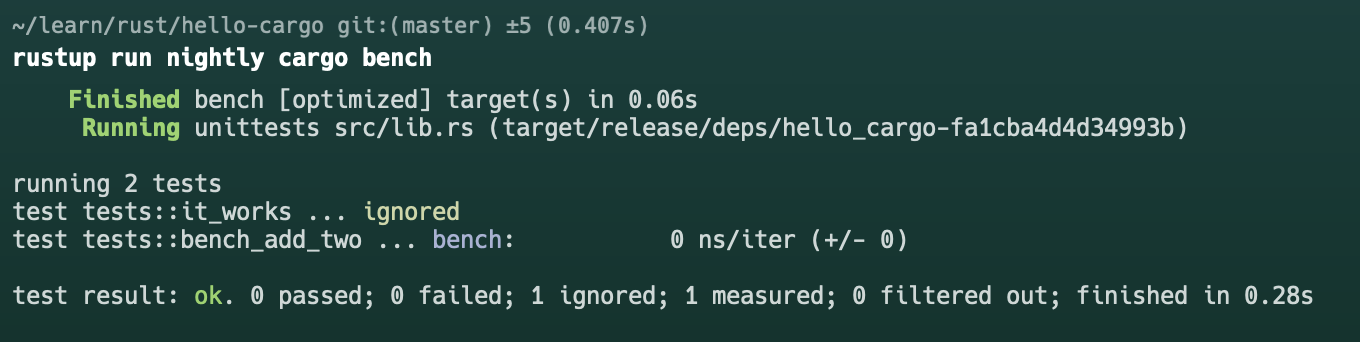 ~/learn/rust/hello-cargo git:(master) ±5 (0.407s)
rustup run nightly cargo bench
Finished bench [optimized] target(s) in 0.06s
Running unittests src/lib.rs (target/release/deps/hello_cargo-fa1cba4d4d34993b)
running 2 tests
test tests::it_works ... ignored
test tests::bench_add_two ... bench:           0 ns/iter (+/- 0)
test result: ok. 0 passed; 0 failed; 1 ignored; 1 measured; 0 filtered out; finished in 0.28s